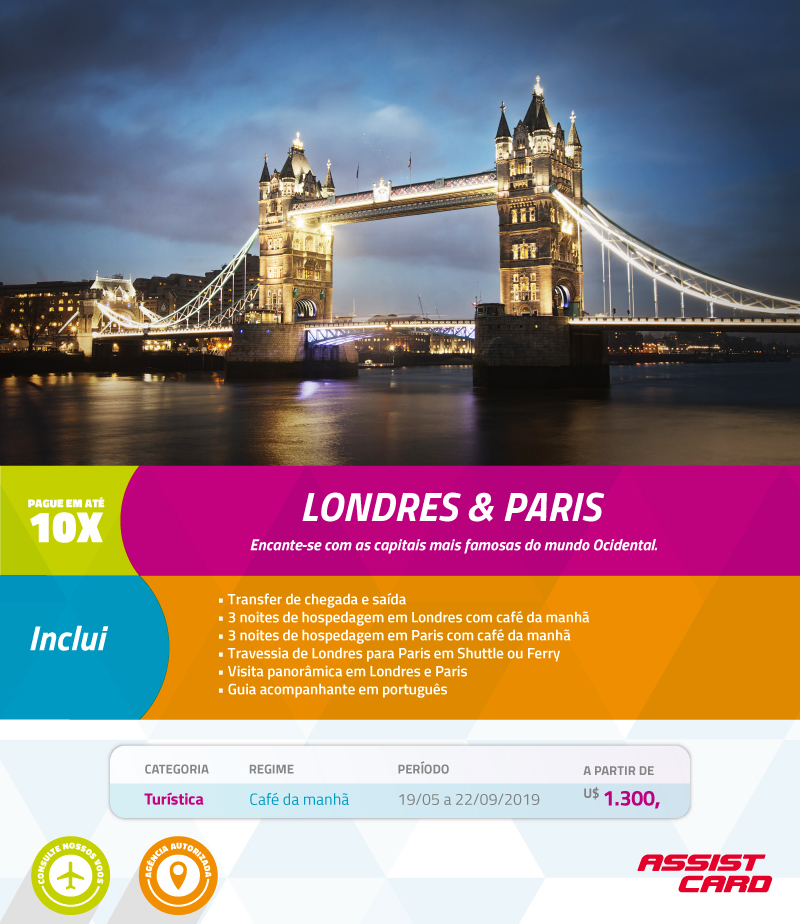 PAGUE EM ATÉ
10X
LONDRES & PARIS
Encante-se com as capitais mais famosas do mundo Ocidental.
Inclui
• Transfer de chegada e saída
• 3 noites de hospedagem em Londres com café da manhã
• 3 noites de hospedagem em Paris com café da manhã
• Travessia de Londres para Paris em Shuttle ou Ferry
• Visita panorâmica em Londres e Paris
• Guia acompanhante em português
CATEGORIA REGIME PERÍODO A PARTIR DE
Turística Café da manhã 19/05 a 22/09/2019 U$ 1.300,
CONSULTE NOSSOS VOOS
AGÊNCIA AUTORIZADA
ASSIST
CARD